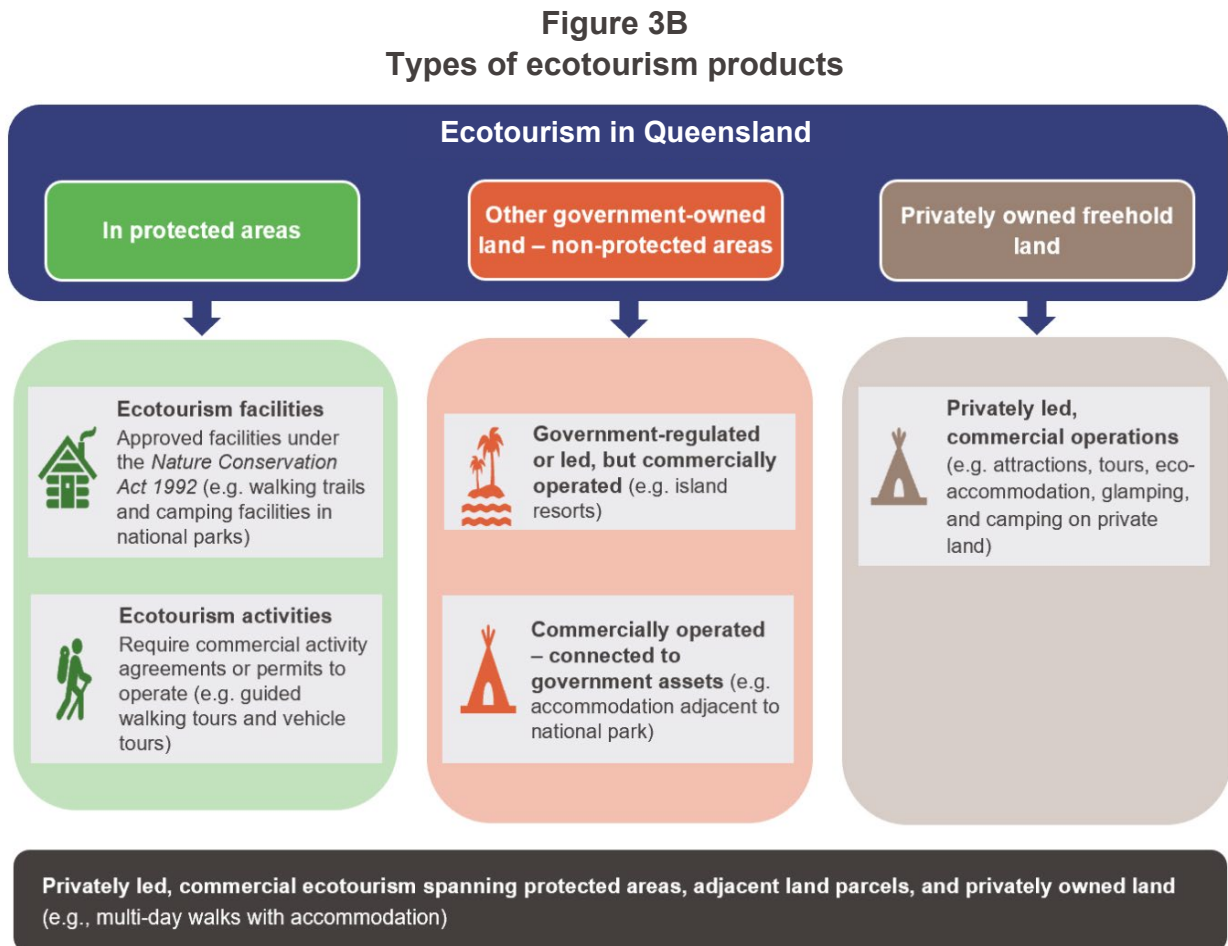 Figure 3B
Types of ecotourism products
Ecotourism in Queensland
In protected areas
Other government-owned
land – non-protected areas
Privately owned freehold
land
Ecotourism facilities
Approved facilities under
the Nature Conservation
Act 1992 (e.g. walking trails
and camping facilities in
national parks)
Ecotourism activities
Require commercial activity
agreements or permits to
operate (e.g. guided
walking tours and vehicle
tours)
Government-regulated
or led, but commercially
operated (e.g. island
resorts)
Commercially operated
– connected to
government assets (e.g.
accommodation adjacent to
national park)
Privately led,
commercial operations
(e.g. attractions, tours, eco-
accommodation, glamping,
and camping on private
land)
Privately led, commercial ecotourism spanning protected areas, adjacent land parcels, and privately owned land
(e.g., multi-day walks with accommodation)